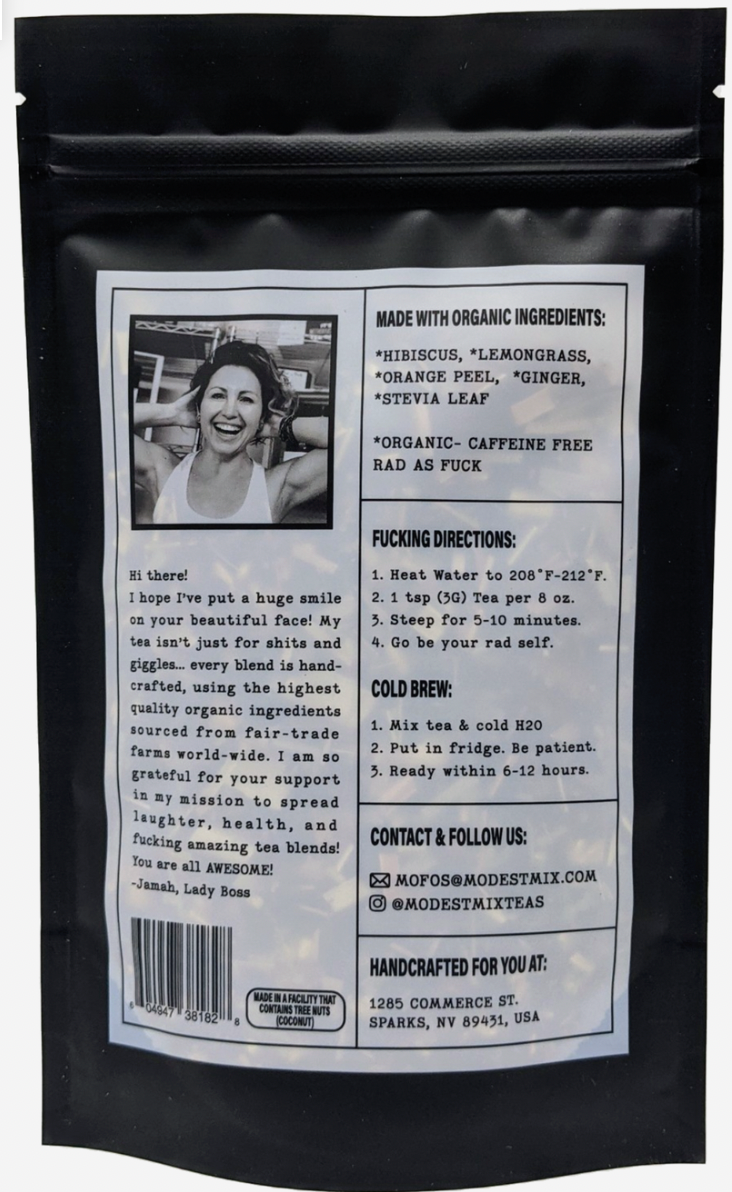 Hi there!
I hope I've put a huge smile
on your beautiful face! My
tea isn't just for shits and
giggles... every blend is hand-
crafted, using the highest
quality organic ingredients
sourced from fair-trade
farms world-wide. I am so
grateful for your support
in my mission to spread
laughter, health, and
fucking amazing tea blends!
You are all AWESOME!
-Jamah, Lady Boss
6 04947 38182 8
MADE IN A FACILITY THAT
CONTAINS TREE NUTS
(COCONUT)
MADE WITH ORGANIC INGREDIENTS:
*HIBISCUS, *LEMONGRASS,
*ORANGE PEEL, *GINGER,
*STEVIA LEAF
*ORGANIC- CAFFEINE FREE
RAD AS FUCK
FUCKING DIRECTIONS:
1. Heat Water to 208°F-212°F.
2. 1 tsp (3G) Tea per 8 oz.
3. Steep for 5-10 minutes.
4. Go be your rad self.
COLD BREW:
1. Mix tea & cold H20
2. Put in fridge. Be patient.
3. Ready within 6-12 hours.
CONTACT & FOLLOW US:
MOFOS@MODESTMIX.COM
@MODESTMIXTEAS
HANDCRAFTED FOR YOU AT:
1285 COMMERCE ST.
SPARKS, NV 89431, USA